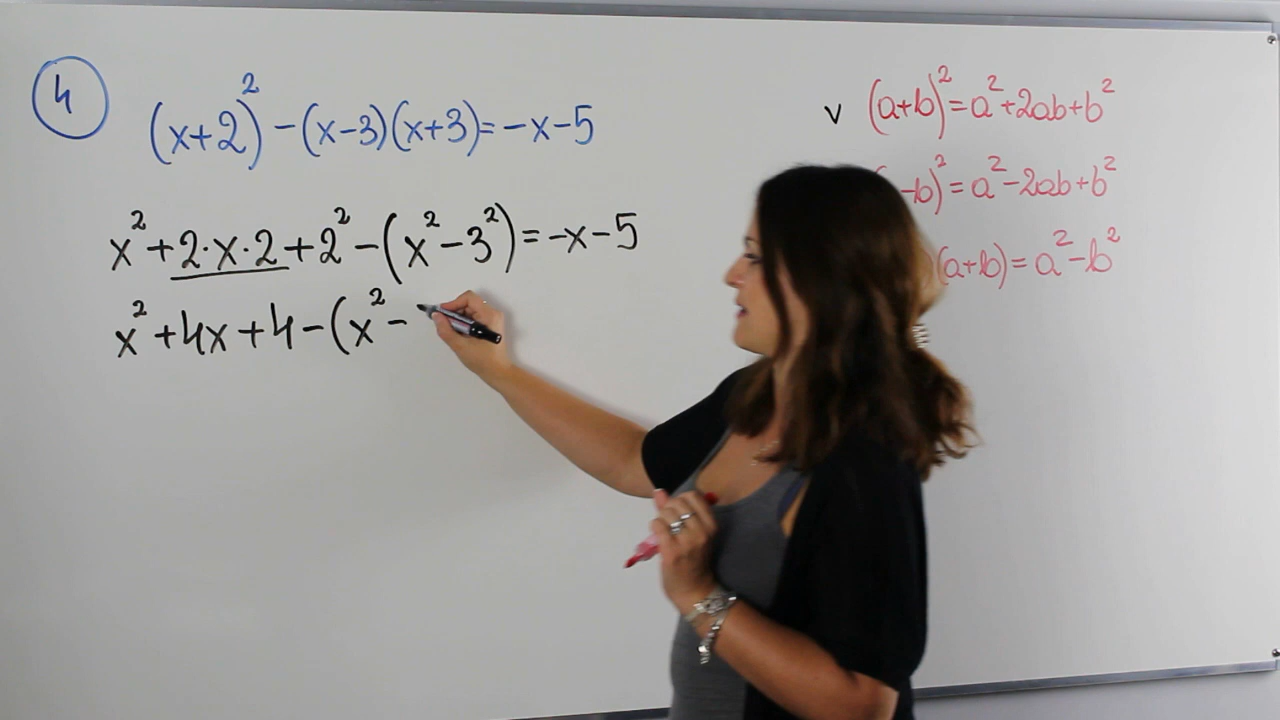 4
(x+2)² - (x-3)(x+3) = -x-5
x² + 2·x·2 + 2² - (x² - 3²) = -x-5
x² + 4x + 4 - (x² -
v (a+b)² = a² + 2ab + b²
-b)² = a² - 2ab + b²
(a+b) = a² - b²